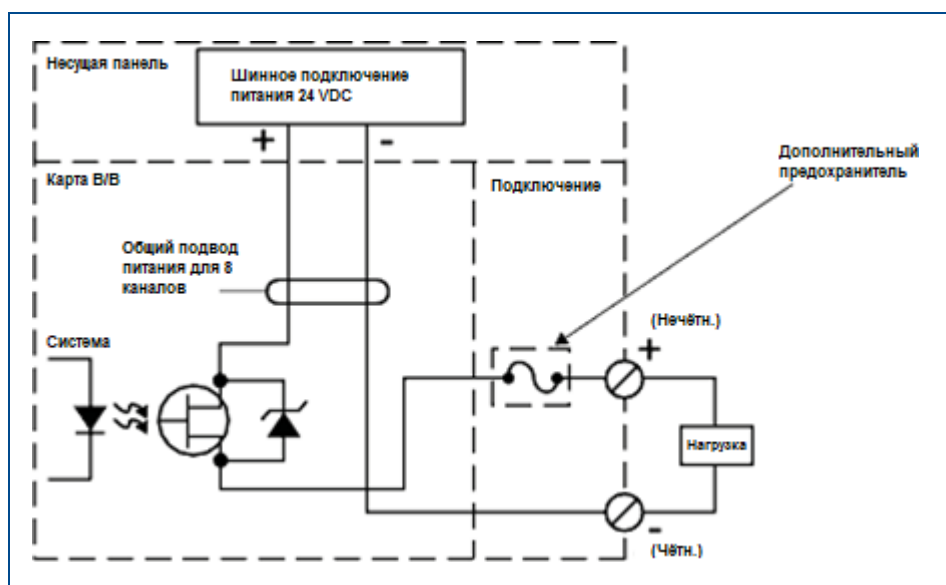 Несущая панель
Шинное подключение
питания 24 VDC
+
-
Дополнительный
предохранитель
Карта В/В
Подключение
Общий подвод
питания для 8
каналов
(Нечётн.)
+
Система
Нагрузка
-
(Чётн.)